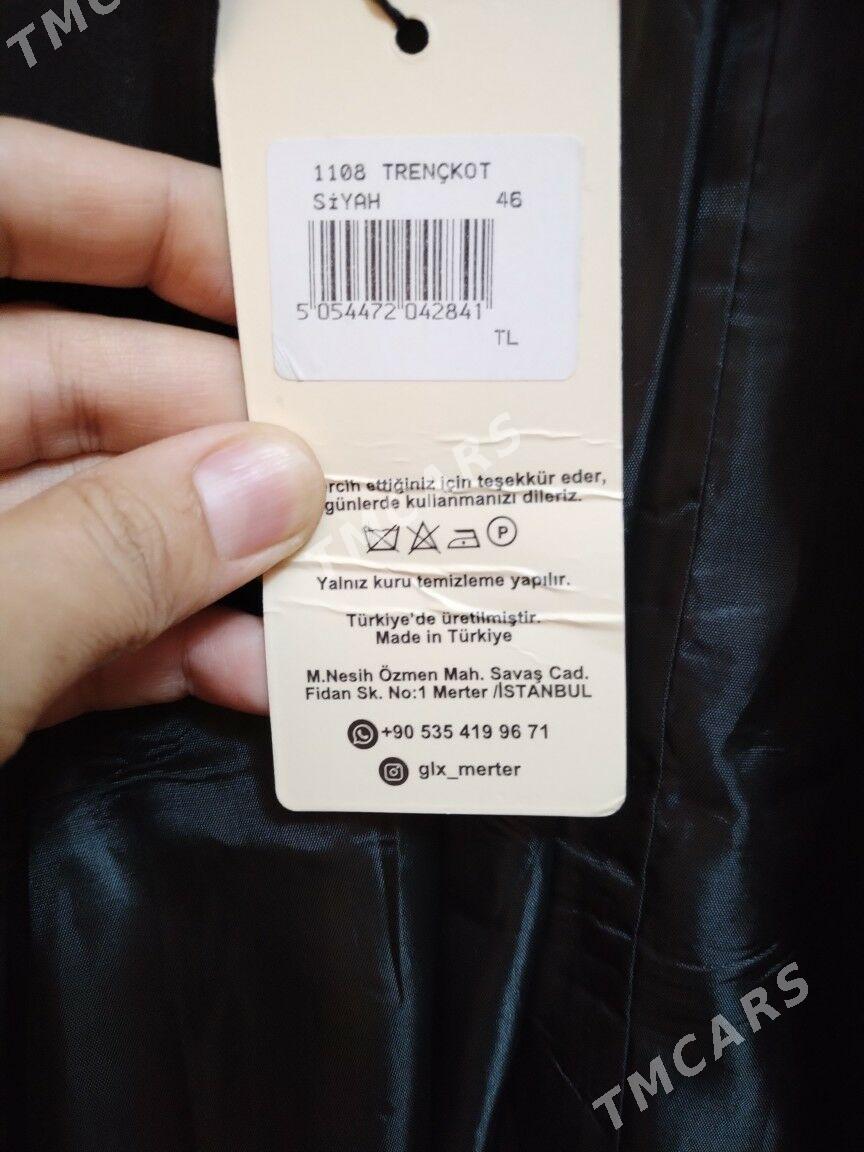 TMC
1108 TRENÇKOT
SİYAH 46
5 054472 042841
TL
ettiğiniz için teşekkür eder,
günlerde kullanmanızı dileriz.
P
Yalnız kuru temizleme yapılır.
Türkiye'de üretilmiştir.
Made in Türkiye
M.Nesih Özmen Mah. Savaş Cad.
Fidan Sk. No:1 Merter /İSTANBUL
+90 535 419 96 71
glx_merter
TMCARS
TMCARS